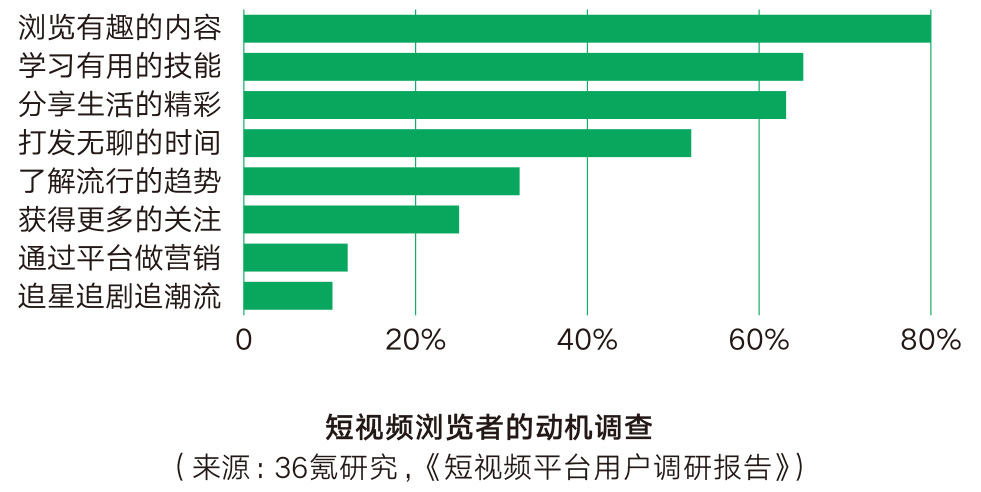 浏览有趣的内容
学习有用的技能
分享生活的精彩
打发无聊的时间
了解流行的趋势
获得更多的关注
通过平台做营销
追星追剧追潮流
0 20% 40% 60% 80%
短视频浏览者的动机调查
(来源:36氪研究,《短视频平台用户调研报告》)